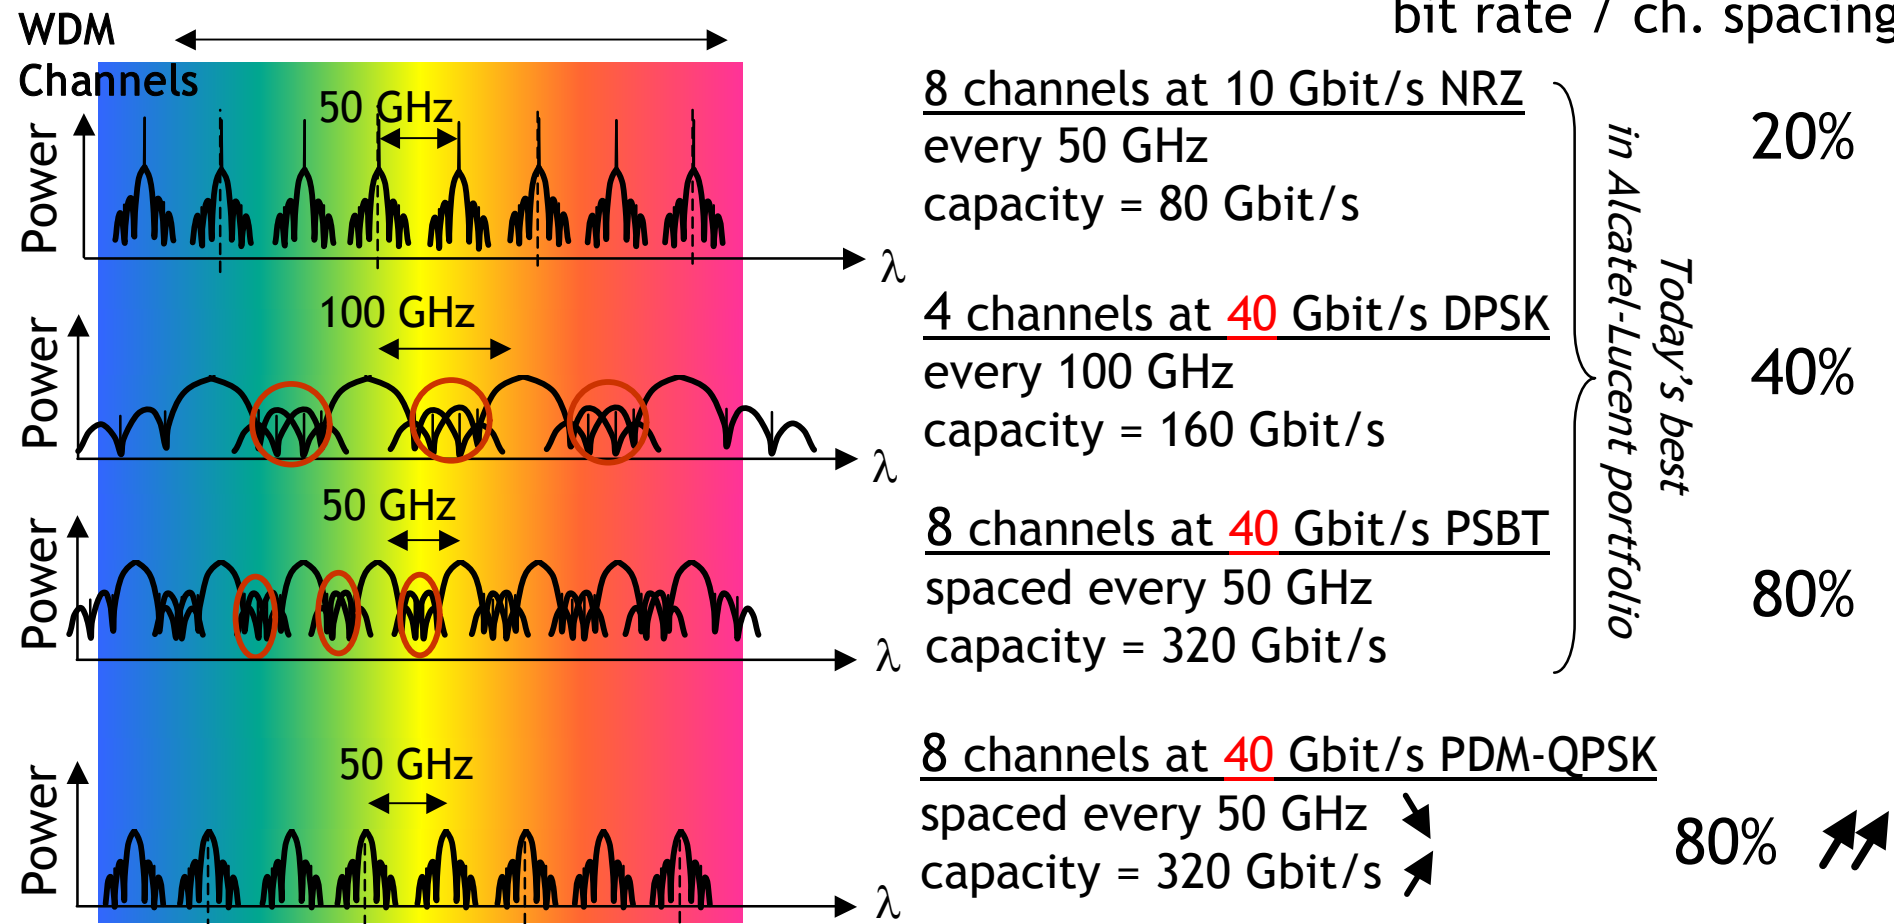 WDM
Channels
bit rate / ch. spacing
Power
50 GHz
λ
8 channels at 10 Gbit/s NRZ
every 50 GHz
capacity = 80 Gbit/s
20%
Power
100 GHz
λ
4 channels at 40 Gbit/s DPSK
every 100 GHz
capacity = 160 Gbit/s
40%
Today's best
in Alcatel-Lucent portfolio
Power
50 GHz
λ
8 channels at 40 Gbit/s PSBT
spaced every 50 GHz
capacity = 320 Gbit/s
80%
Power
50 GHz
λ
8 channels at 40 Gbit/s PDM-QPSK
spaced every 50 GHz
capacity = 320 Gbit/s
80%